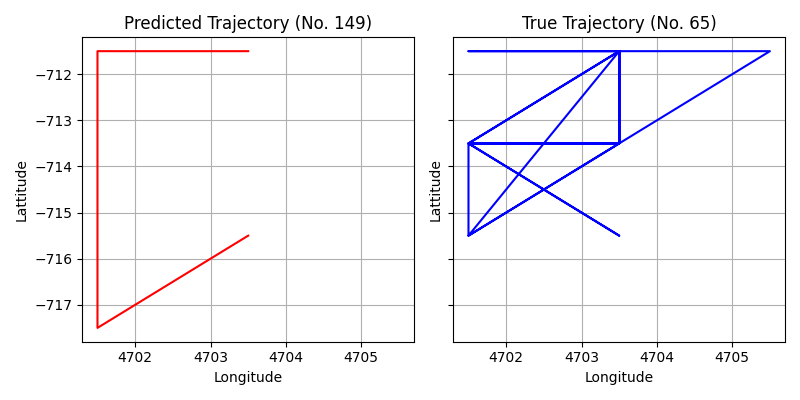 Predicted Trajectory (No. 149)
True Trajectory (No. 65)
Lattitude
−712
−713
−714
−715
−716
−717
4702
4703
4704
4705
Longitude
Lattitude
4702
4703
4704
4705
Longitude